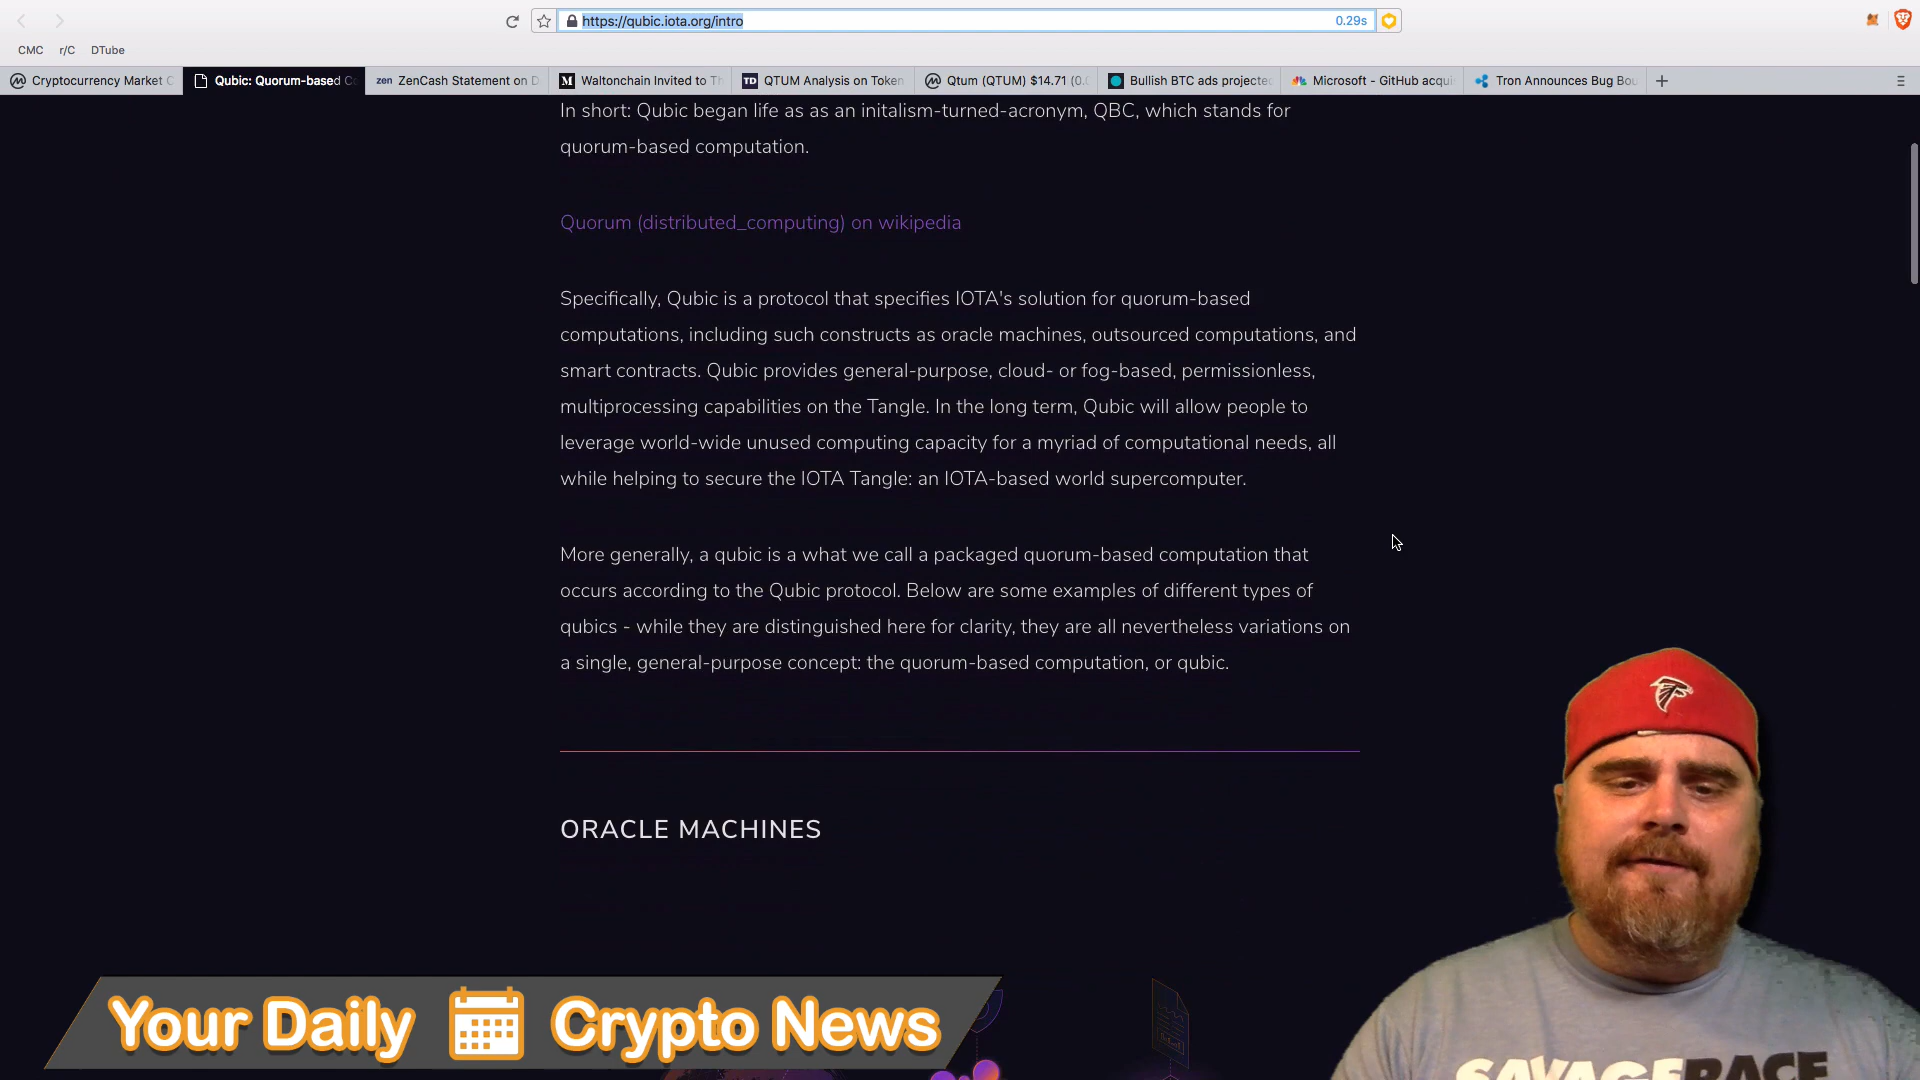 https://qubic.iota.org/intro
0.29s
CMC r/C DTube
Cryptocurrency Market C
Qubic: Quorum-based C
zen ZenCash Statement on D
M Waltonchain Invited to Th
TD QTUM Analysis on Token
Qtum (QTUM) $14.71 (0.
Bullish BTC ads projected
Microsoft - GitHub acqui
Tron Announces Bug Bou
In short: Qubic began life as as an initalism-turned-acronym, QBC, which stands for
quorum-based computation.
Quorum (distributed_computing) on wikipedia
Specifically, Qubic is a protocol that specifies IOTA's solution for quorum-based
computations, including such constructs as oracle machines, outsourced computations, and
smart contracts. Qubic provides general-purpose, cloud- or fog-based, permissionless,
multiprocessing capabilities on the Tangle. In the long term, Qubic will allow people to
leverage world-wide unused computing capacity for a myriad of computational needs, all
while helping to secure the IOTA Tangle: an IOTA-based world supercomputer.
More generally, a qubic is a what we call a packaged quorum-based computation that
occurs according to the Qubic protocol. Below are some examples of different types of
qubics - while they are distinguished here for clarity, they are all nevertheless variations on
a single, general-purpose concept: the quorum-based computation, or qubic.
ORACLE MACHINES
Your Daily Crypto News
SAVAGERACE